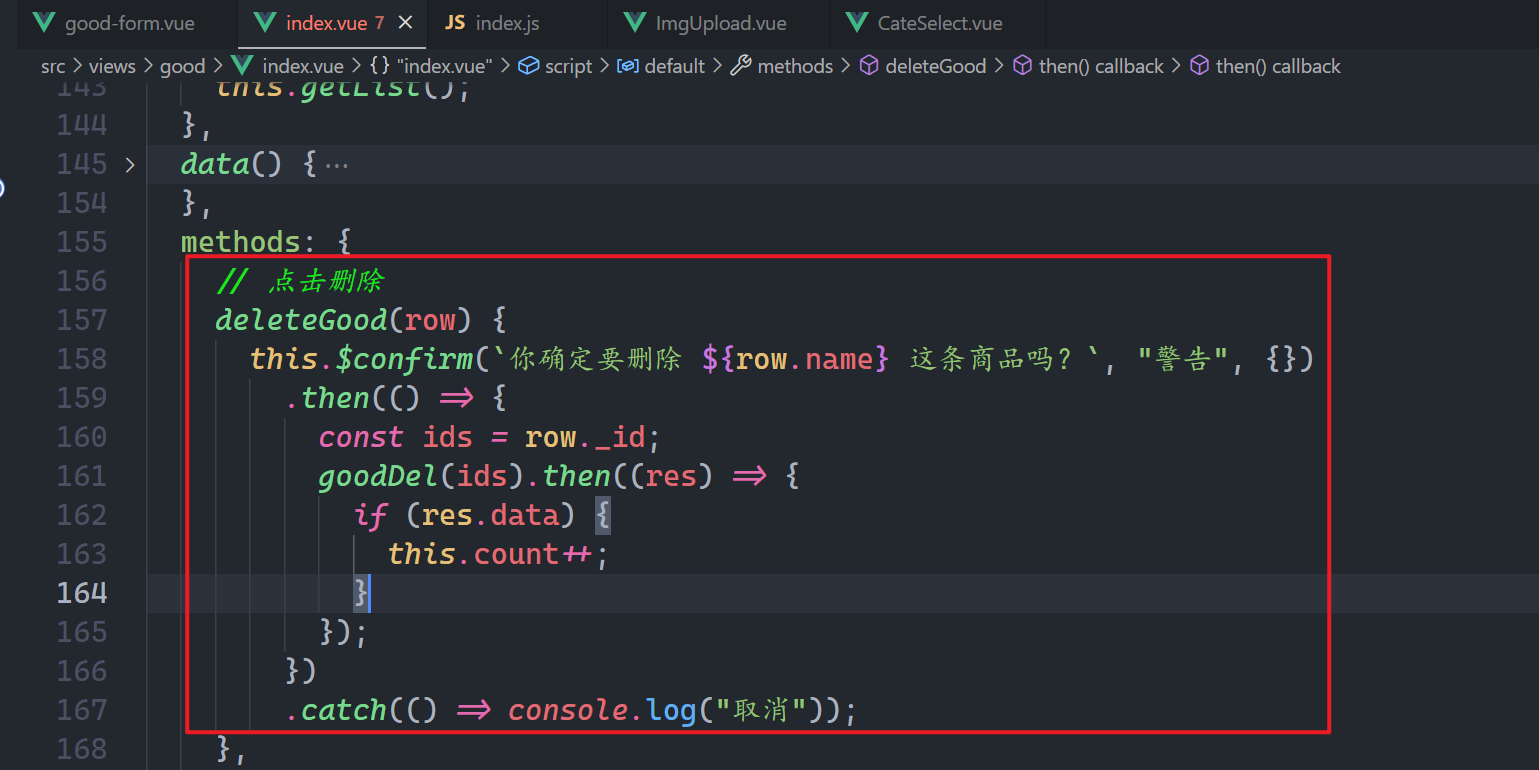 good-form.vue
index.vue 7
JS index.js
ImgUpload.vue
CateSelect.vue
src > views > good > index.vue > {} "index.vue" > script > default > methods > deleteGood > then() callback > then() callback
143 this.getList();
144 },
145 > data() { ···
154 },
155 methods: {
156 // 点击删除
157 deleteGood(row) {
158 this.$confirm(`你确定要删除 ${row.name} 这条商品吗？`, "警告", {})
159 .then(() => {
160 const ids = row._id;
161 goodDel(ids).then((res) => {
162 if (res.data) {
163 this.count++;
164 }
165 });
166 })
167 .catch(() => console.log("取消"));
168 },